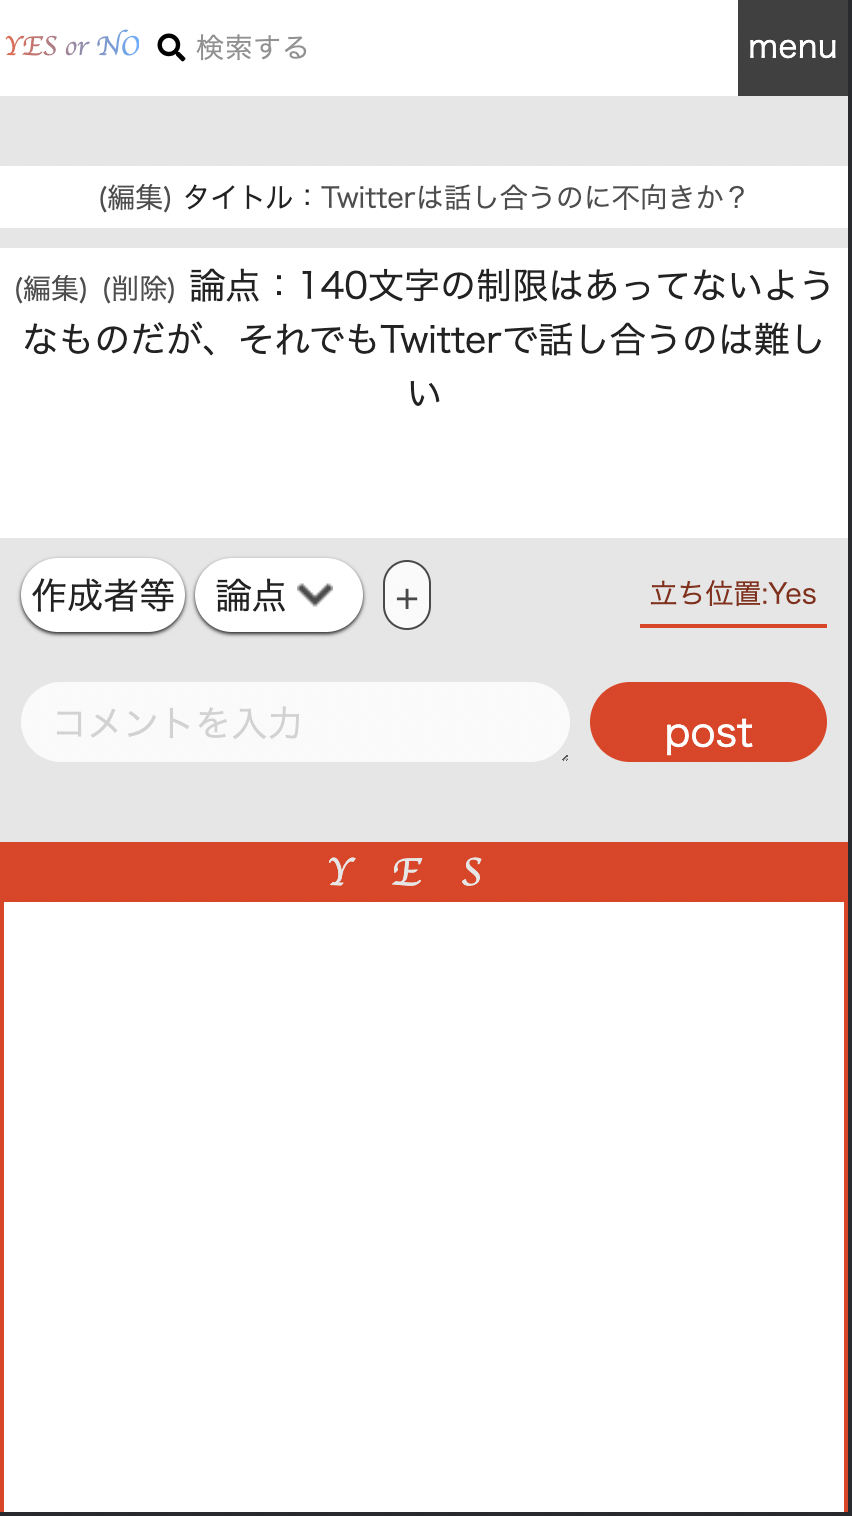 YES or NO 検索する menu
(編集) タイトル：Twitterは話し合うのに不向きか？
(編集) (削除) 論点：140文字の制限はあってないよう
なものだが、それでもTwitterで話し合うのは難し
い
作成者等 論点 + 立ち位置:Yes
コメントを入力 post
Y E S